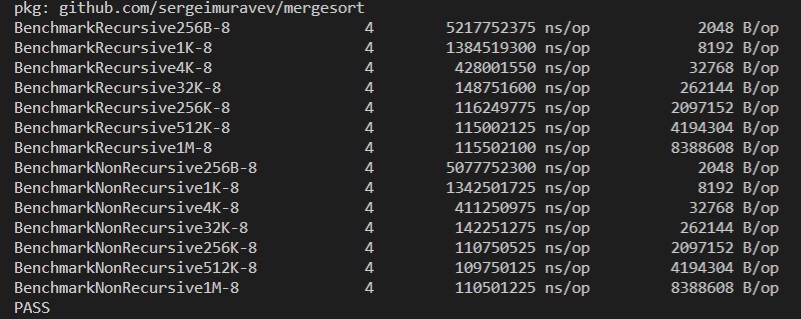 pkg: github.com/sergeimuravev/mergesort
BenchmarkRecursive256B-8 4 5217752375 ns/op 2048 B/op
BenchmarkRecursive1K-8 4 1384519300 ns/op 8192 B/op
BenchmarkRecursive4K-8 4 428001550 ns/op 32768 B/op
BenchmarkRecursive32K-8 4 148751600 ns/op 262144 B/op
BenchmarkRecursive256K-8 4 116249775 ns/op 2097152 B/op
BenchmarkRecursive512K-8 4 115002125 ns/op 4194304 B/op
BenchmarkRecursive1M-8 4 115502100 ns/op 8388608 B/op
BenchmarkNonRecursive256B-8 4 5077752300 ns/op 2048 B/op
BenchmarkNonRecursive1K-8 4 1342501725 ns/op 8192 B/op
BenchmarkNonRecursive4K-8 4 411250975 ns/op 32768 B/op
BenchmarkNonRecursive32K-8 4 142251275 ns/op 262144 B/op
BenchmarkNonRecursive256K-8 4 110750525 ns/op 2097152 B/op
BenchmarkNonRecursive512K-8 4 109750125 ns/op 4194304 B/op
BenchmarkNonRecursive1M-8 4 110501225 ns/op 8388608 B/op
PASS